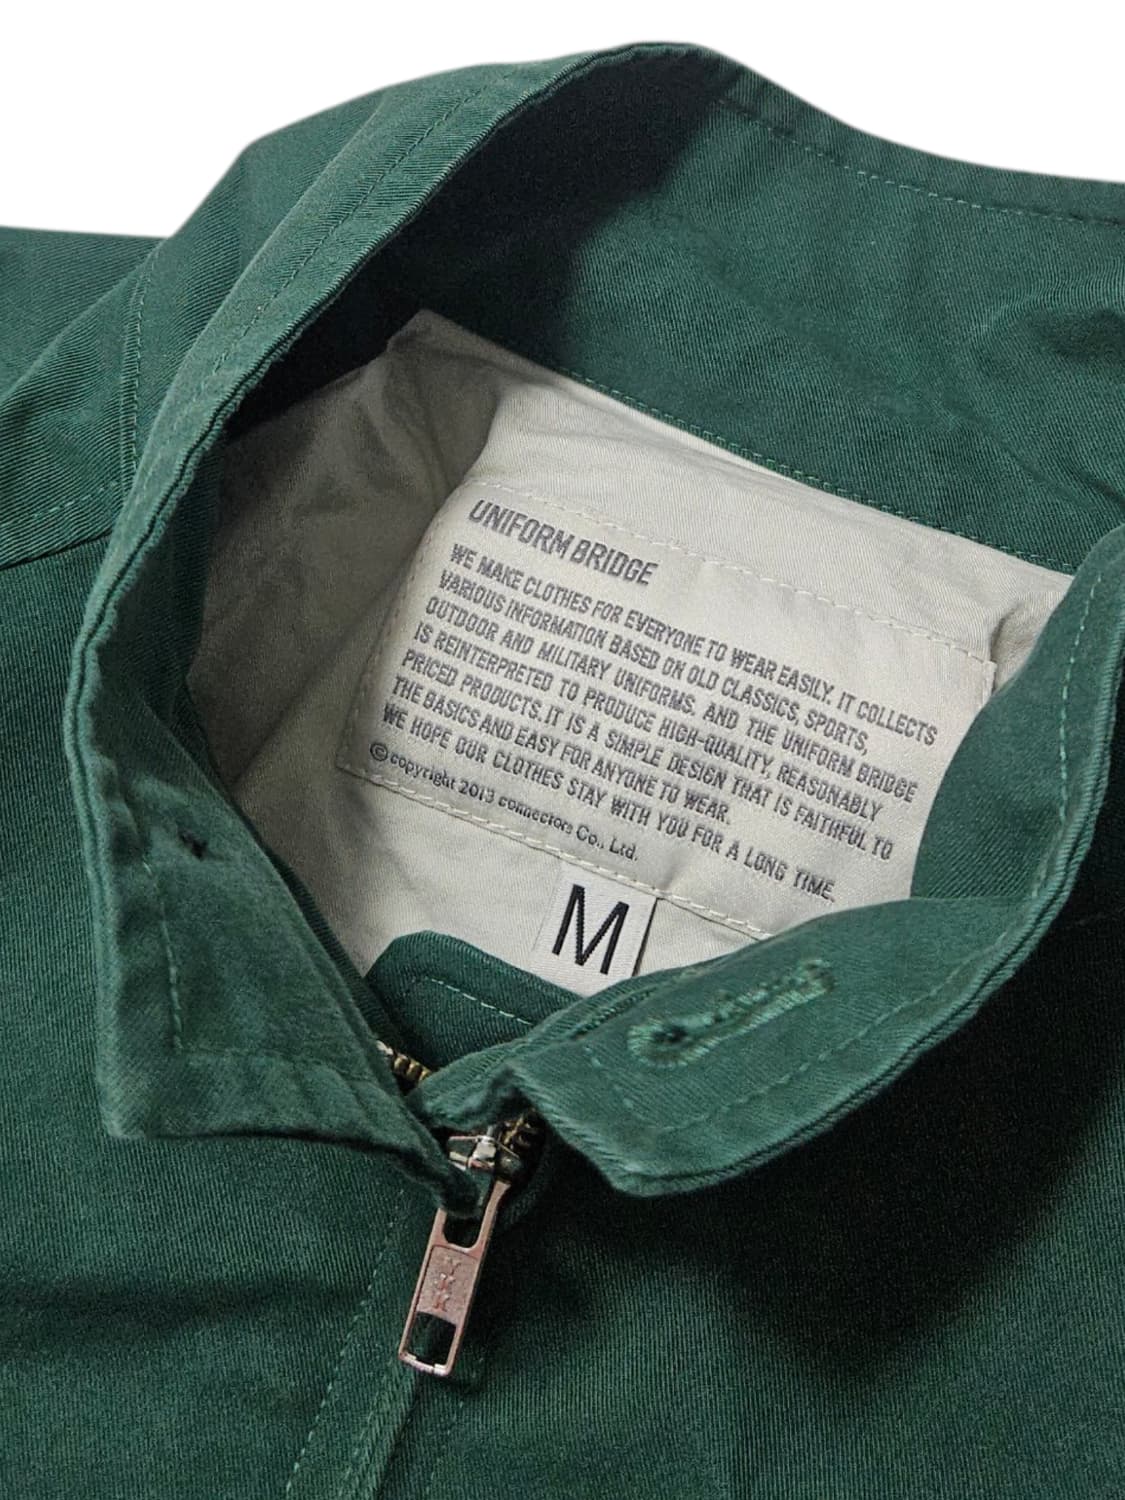 UNIFORM BRIDGE
WE MAKE CLOTHES FOR EVERYONE TO WEAR EASILY. IT COLLECTS
VARIOUS INFORMATION BASED ON OLD CLASSICS, SPORTS,
OUTDOOR AND MILITARY UNIFORMS. AND THE UNIFORM BRIDGE
IS REINTERPRETED TO PRODUCE HIGH-QUALITY, REASONABLY
PRICED PRODUCTS. IT IS A SIMPLE DESIGN THAT IS FAITHFUL TO
THE BASICS AND EASY FOR ANYONE TO WEAR.
WE HOPE OUR CLOTHES STAY WITH YOU FOR A LONG TIME.
©copyright 2013 connectors Co., Ltd.
M
YKK